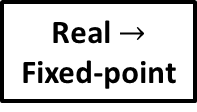 Real →
Fixed-point